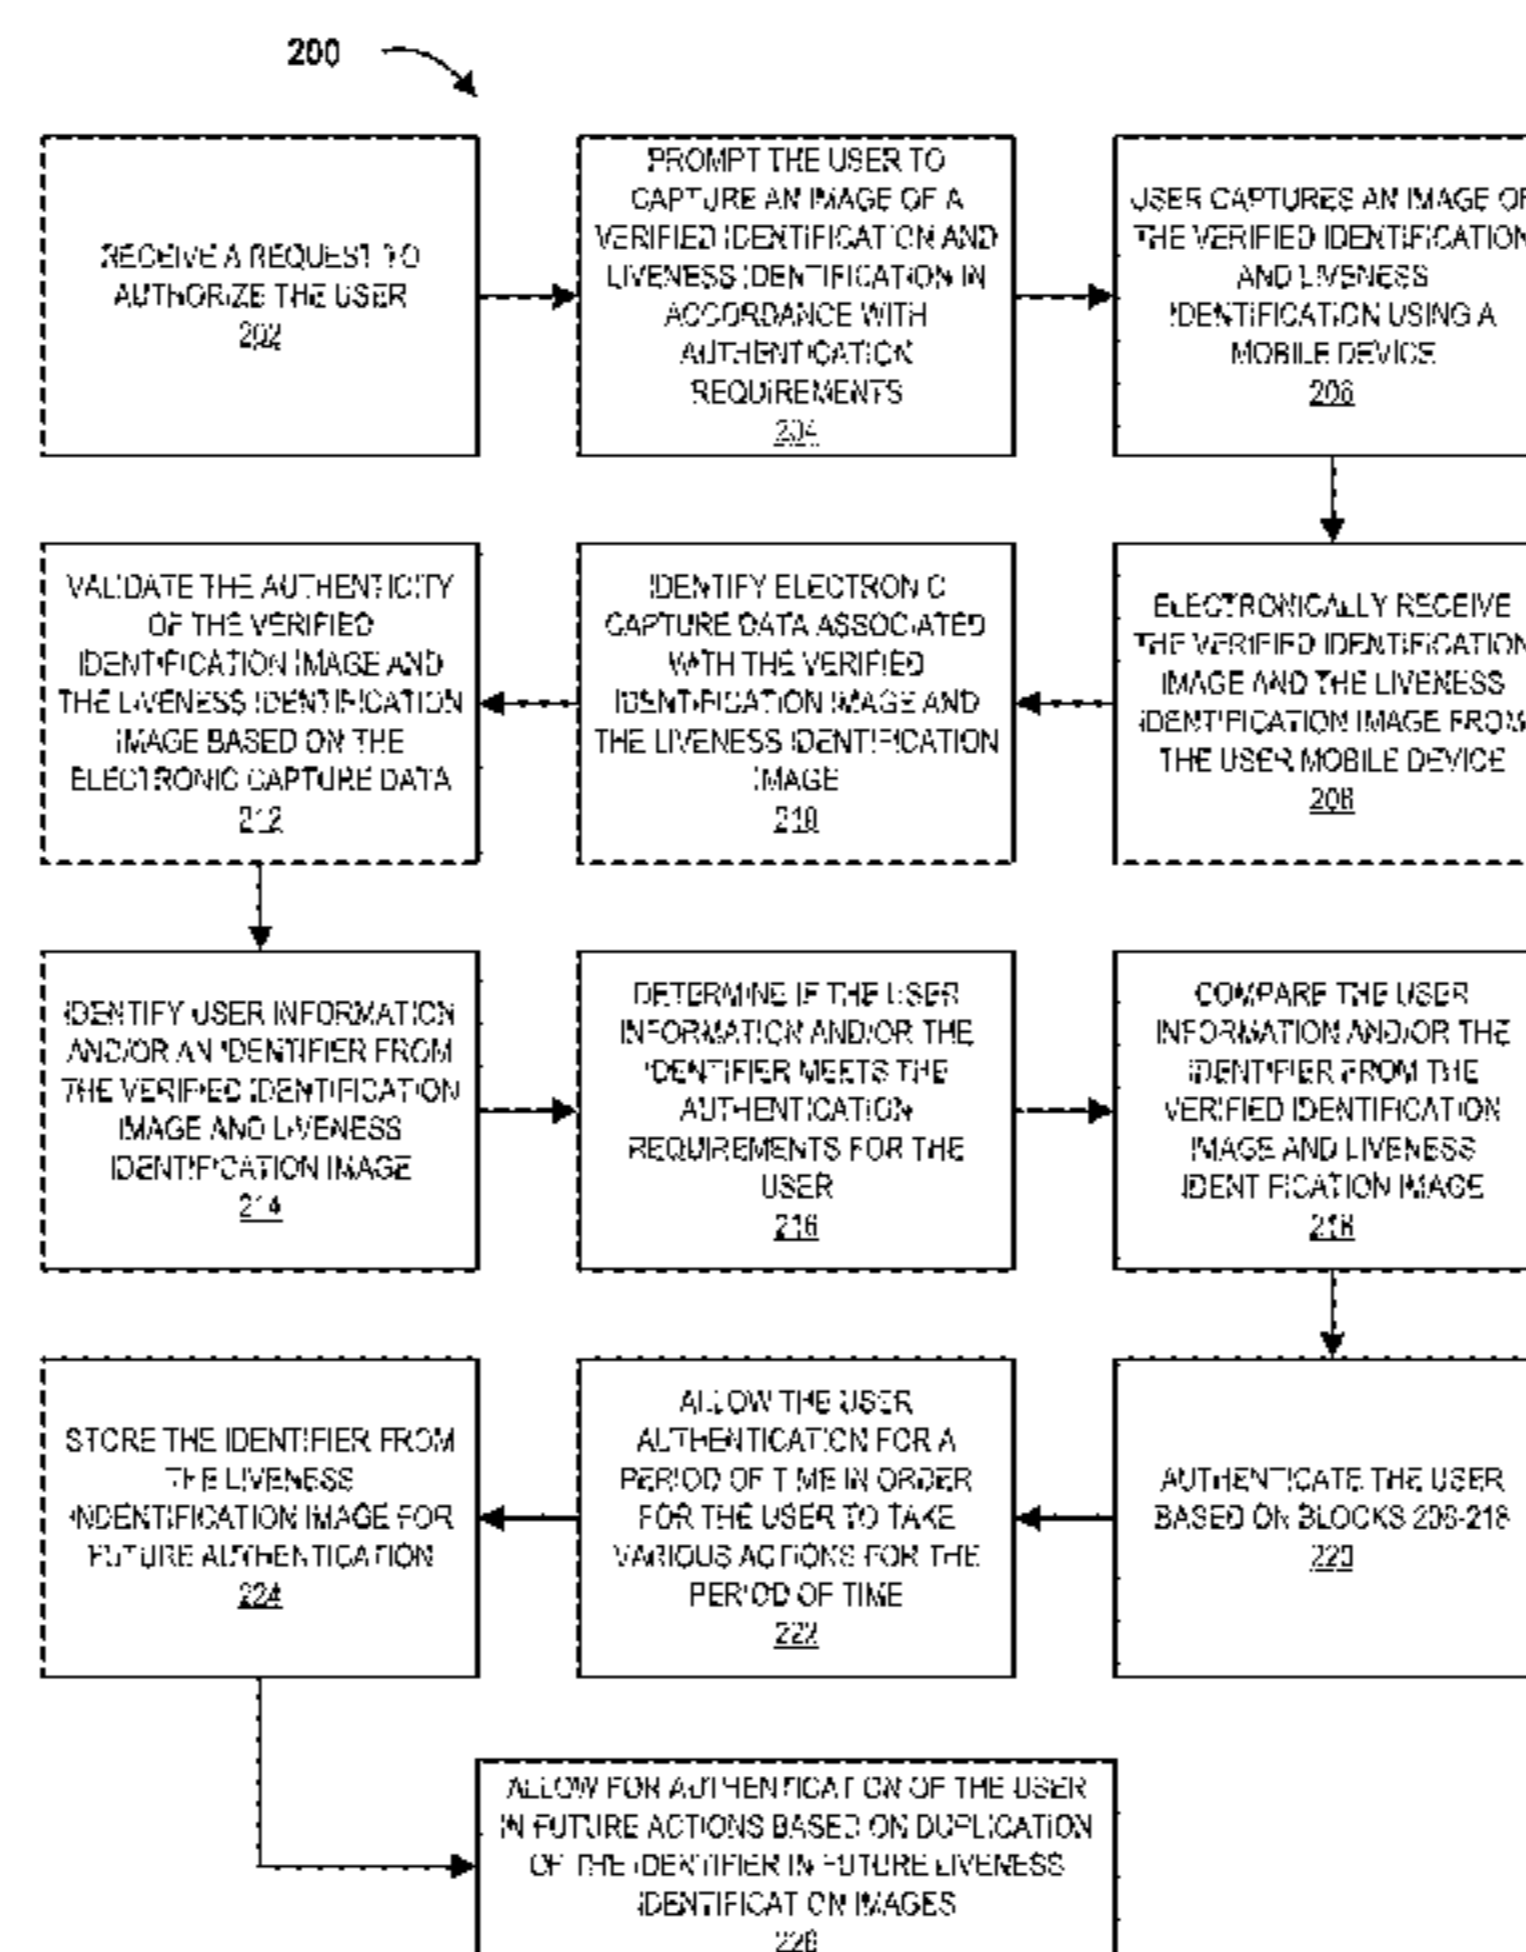 200
RECEIVE A REQUEST TO
AUTHORIZE THE USER
202
PROMPT THE USER TO
CAPTURE AN IMAGE OF A
VERIFIED IDENTIFICATION AND
LIVENESS IDENTIFICATION IN
ACCORDANCE WITH
AUTHENTICATION
REQUIREMENTS
204
USER CAPTURES AN IMAGE OF
THE VERIFIED IDENTIFICATION
AND LIVENESS
IDENTIFICATION USING A
MOBILE DEVICE
206
ELECTRONICALLY RECEIVE
THE VERIFIED IDENTIFICATION
IMAGE AND THE LIVENESS
IDENTIFICATION IMAGE FROM
THE USER MOBILE DEVICE
208
IDENTIFY ELECTRONIC
CAPTURE DATA ASSOCIATED
WITH THE VERIFIED
IDENTIFICATION IMAGE AND
THE LIVENESS IDENTIFICATION
IMAGE
210
VALIDATE THE AUTHENTICITY
OF THE VERIFIED
IDENTIFICATION IMAGE AND
THE LIVENESS IDENTIFICATION
IMAGE BASED ON THE
ELECTRONIC CAPTURE DATA
212
IDENTIFY USER INFORMATION
AND/OR AN IDENTIFIER FROM
THE VERIFIED IDENTIFICATION
IMAGE AND LIVENESS
IDENTIFICATION IMAGE
214
DETERMINE IF THE USER
INFORMATION AND/OR THE
IDENTIFIER MEETS THE
AUTHENTICATION
REQUIREMENTS FOR THE
USER
216
COMPARE THE USER
INFORMATION AND/OR THE
IDENTIFIER FROM THE
VERIFIED IDENTIFICATION
IMAGE AND LIVENESS
IDENTIFICATION IMAGE
218
AUTHENTICATE THE USER
BASED ON BLOCKS 206-218
220
ALLOW THE USER
AUTHENTICATION FOR A
PERIOD OF TIME IN ORDER
FOR THE USER TO TAKE
VARIOUS ACTIONS FOR THE
PERIOD OF TIME
222
STORE THE IDENTIFIER FROM
THE LIVENESS
INDENTIFICATION IMAGE FOR
FUTURE AUTHENTICATION
224
ALLOW FOR AUTHENTICATION OF THE USER
IN FUTURE ACTIONS BASED ON DUPLICATION
OF THE IDENTIFIER IN FUTURE LIVENESS
IDENTIFICATION IMAGES
226